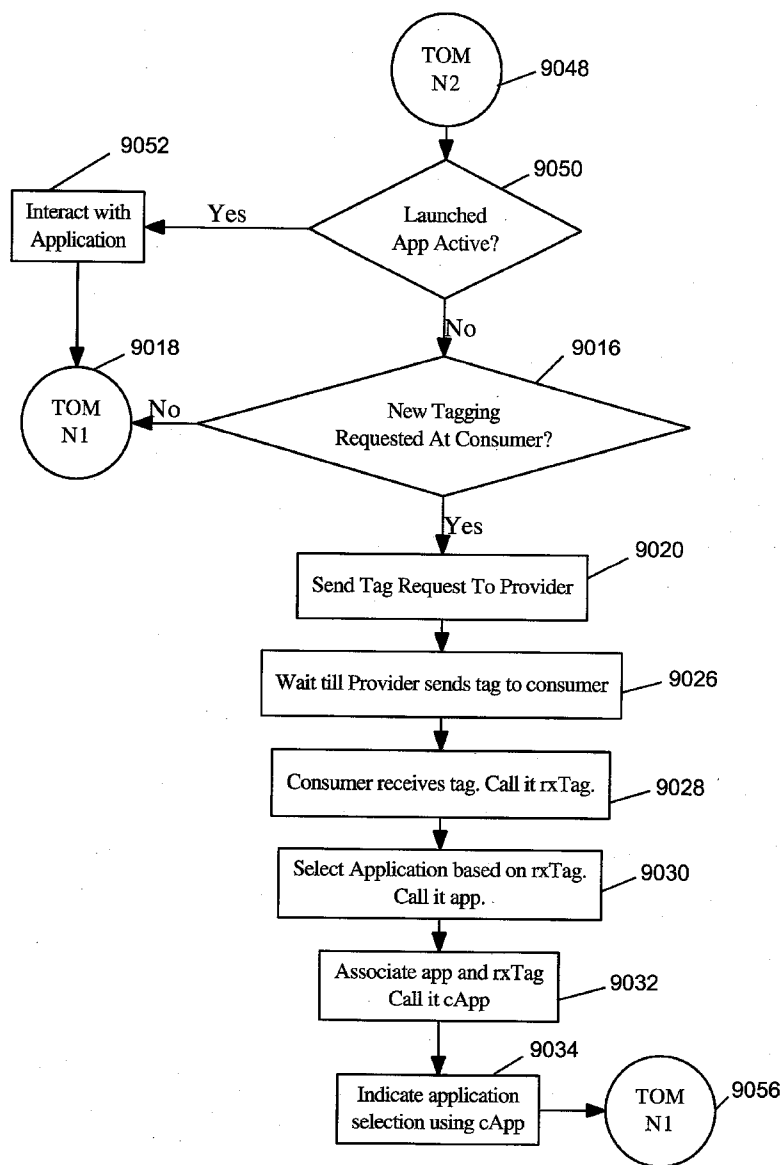 TOM
N2
9048
9052
9050
Interact with
Application
Yes
Launched
App Active?
No
9018
9016
TOM
N1
No
New Tagging
Requested At Consumer?
Yes
9020
Send Tag Request To Provider
Wait till Provider sends tag to consumer
9026
Consumer receives tag. Call it rxTag.
9028
Select Application based on rxTag.
Call it app.
9030
Associate app and rxTag
Call it cApp
9032
9034
Indicate application
selection using cApp
TOM
N1
9056